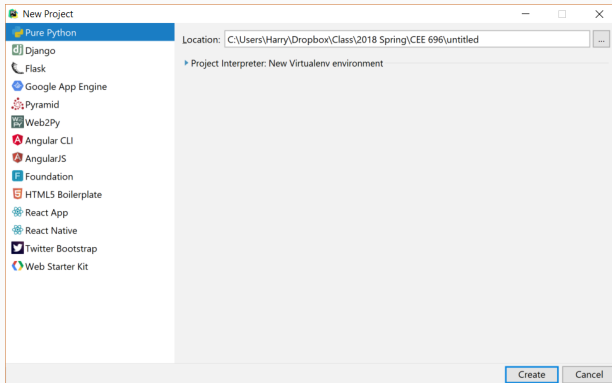 New Project
Pure Python
Django
Flask
Google App Engine
Pyramid
Web2Py
Angular CLI
AngularJS
Foundation
HTML5 Boilerplate
React App
React Native
Twitter Bootstrap
Web Starter Kit
Location: C:\Users\Harry\Dropbox\Class\2018 Spring\CEE 696\untitled
...
Project Interpreter: New Virtualenv environment
Create
Cancel